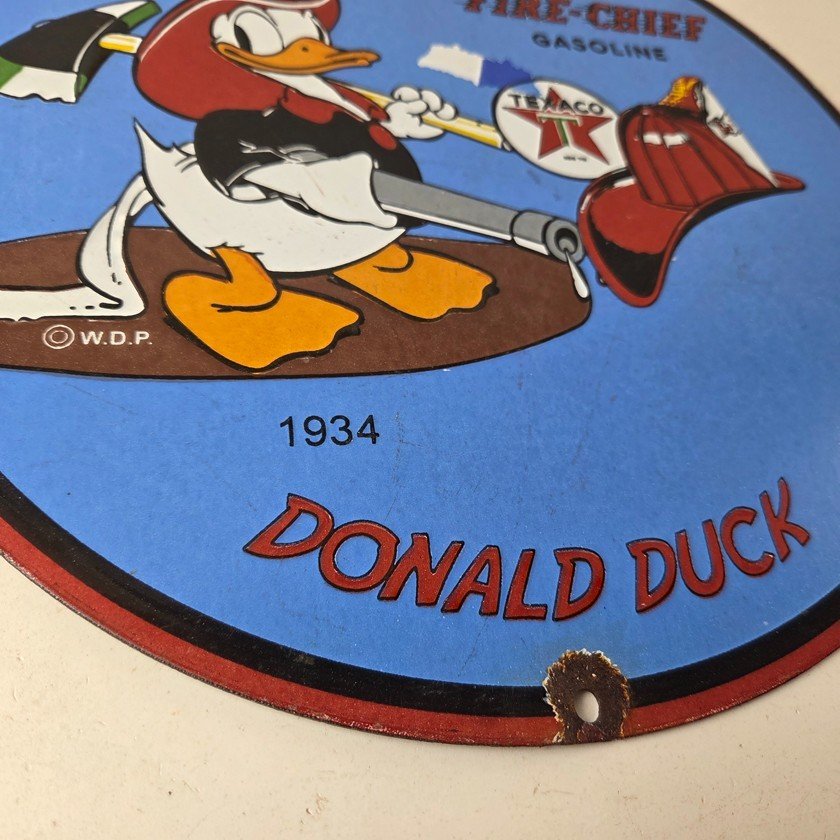 FIRE-CHIEF
GASOLINE
TEXACO
T
© W.D.P.
1934
DONALD DUCK